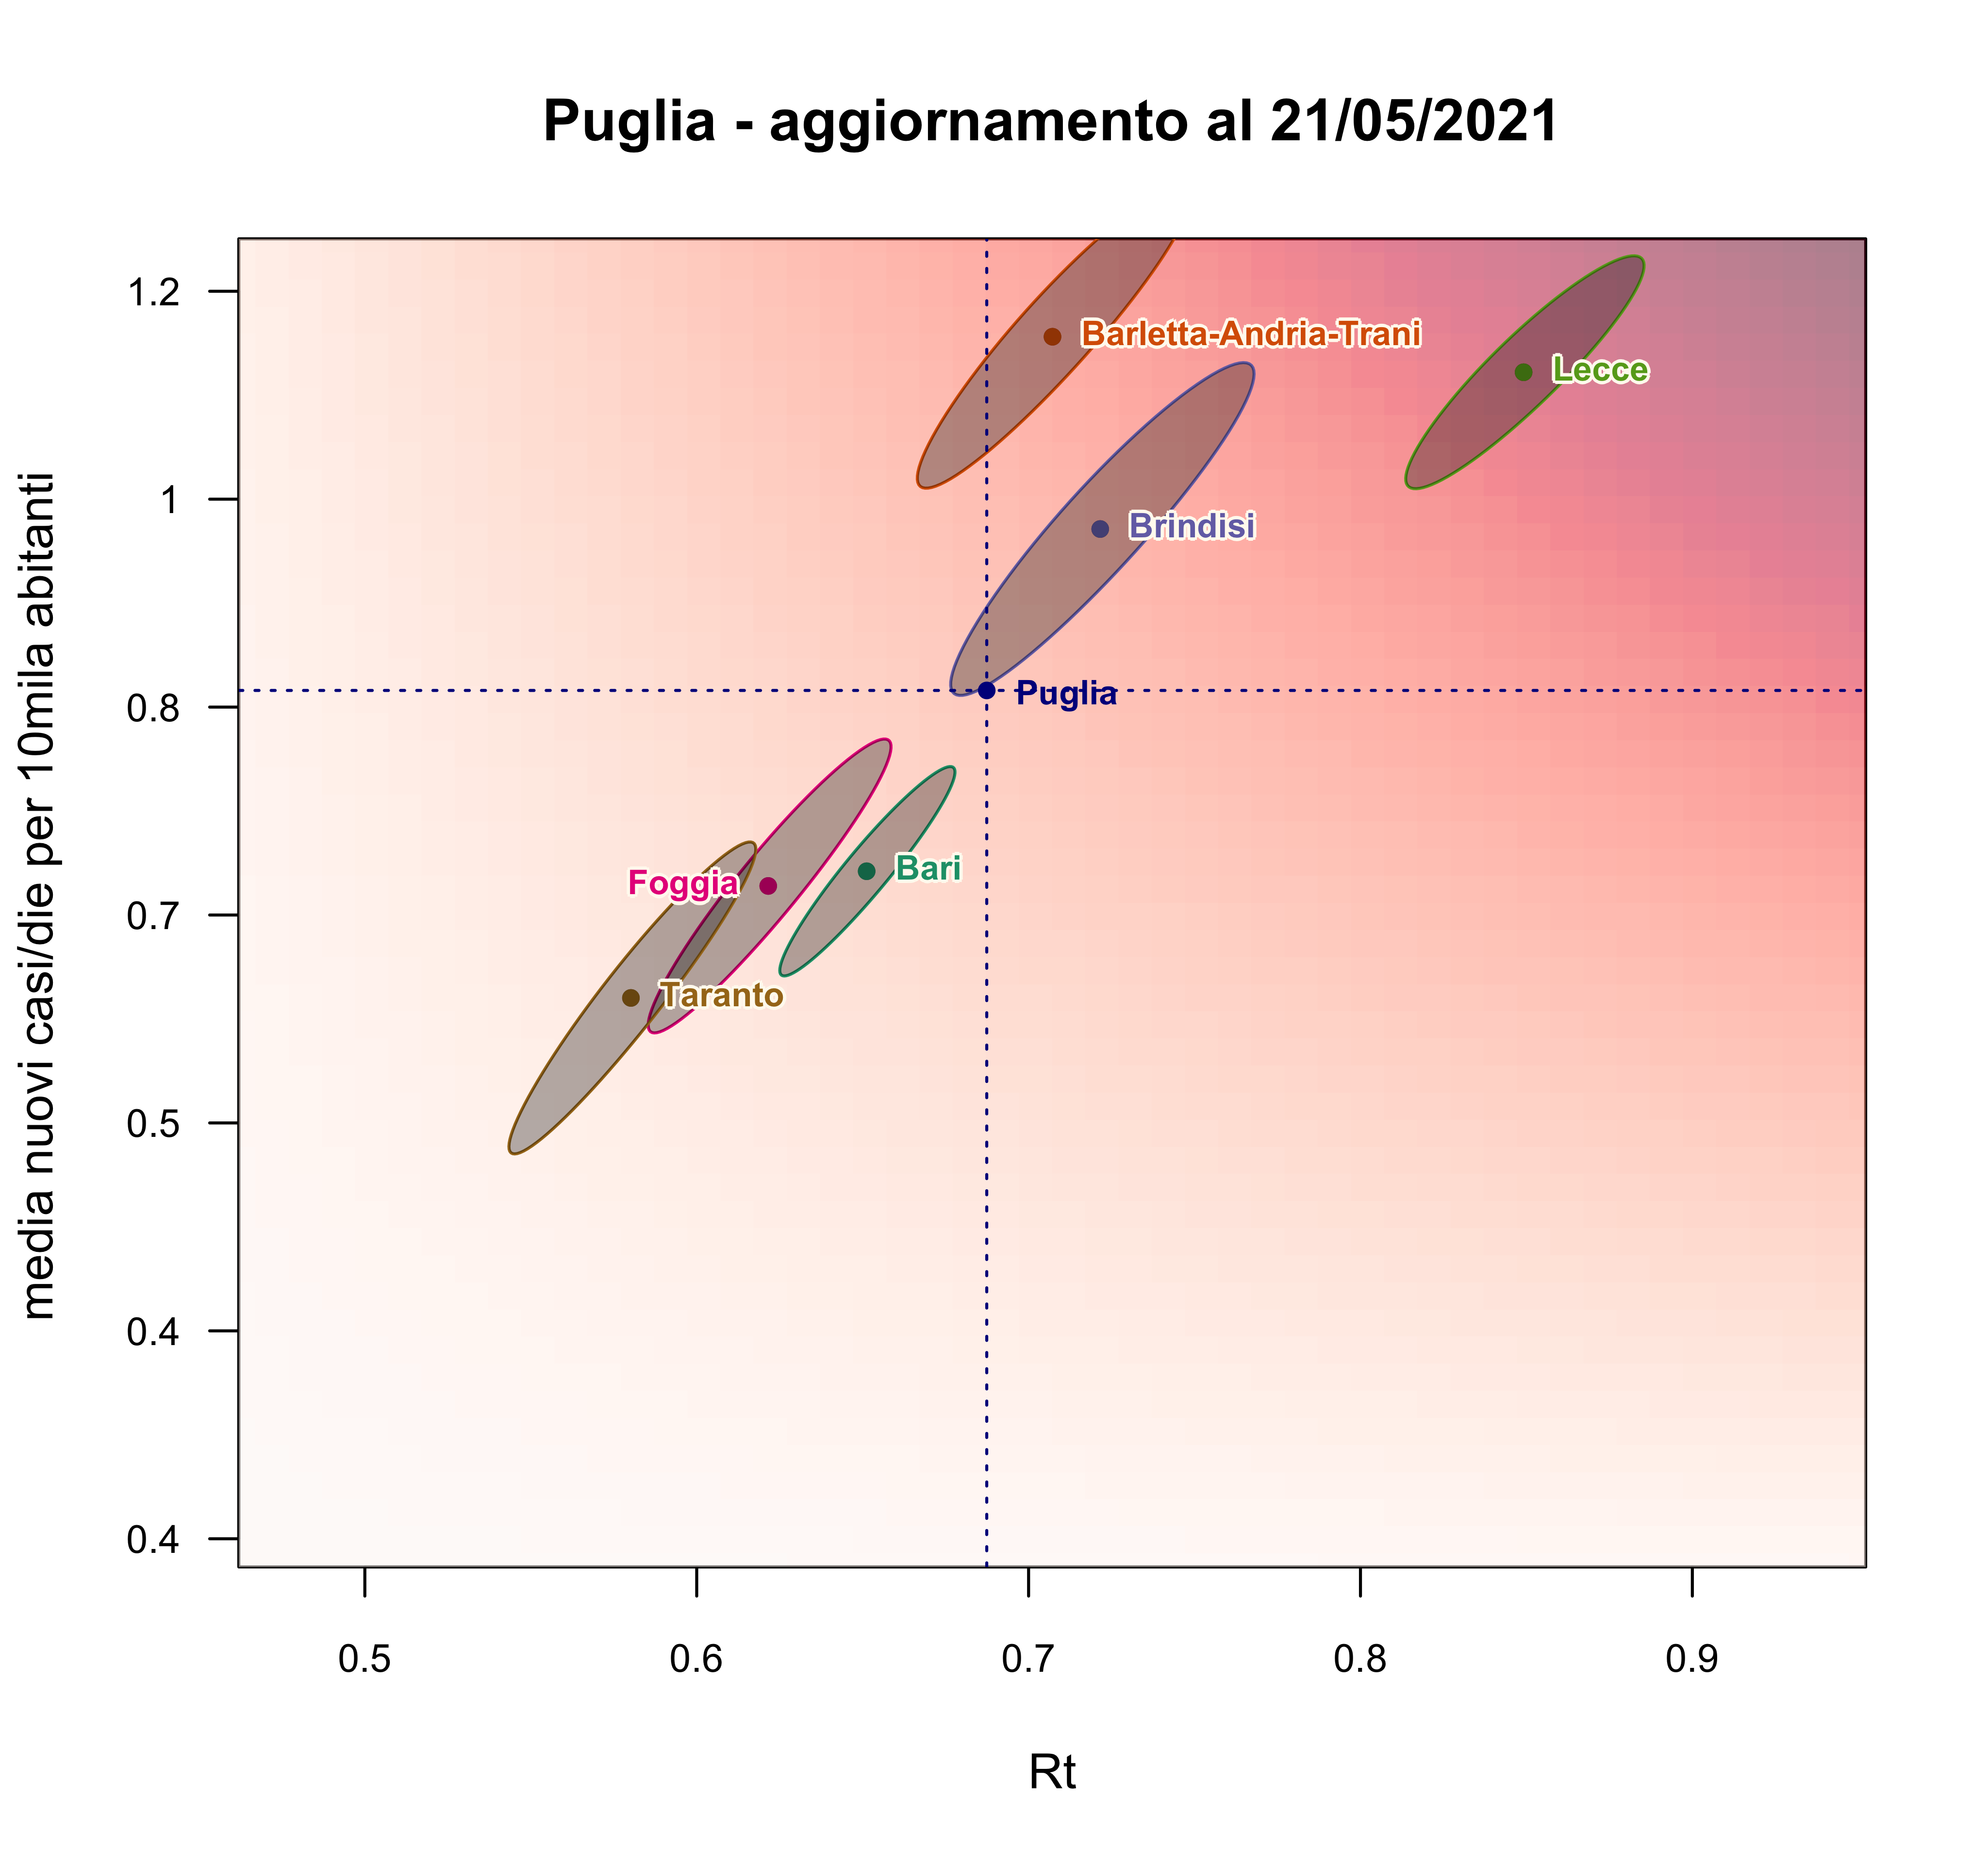 Puglia - aggiornamento al 21/05/2021
media nuovi casi/die per 10mila abitanti
1.2
1
0.8
0.7
0.5
0.4
0.4
Barletta-Andria-Trani
Lecce
Brindisi
Puglia
Bari
Foggia
Taranto
0.5
0.6
0.7
0.8
0.9
Rt